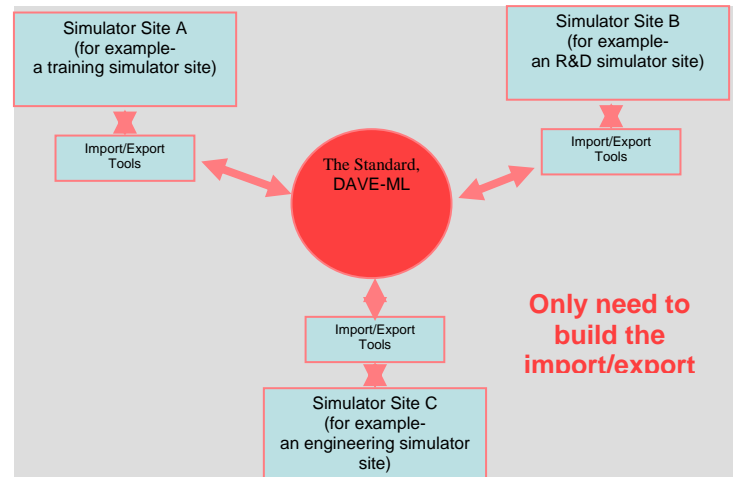 Simulator Site A
(for example-
a training simulator site)
Simulator Site B
(for example-
an R&D simulator site)
Import/Export
Tools
Import/Export
Tools
The Standard,
DAVE-ML
Import/Export
Tools
Only need to
build the
import/export
Simulator Site C
(for example-
an engineering simulator
site)